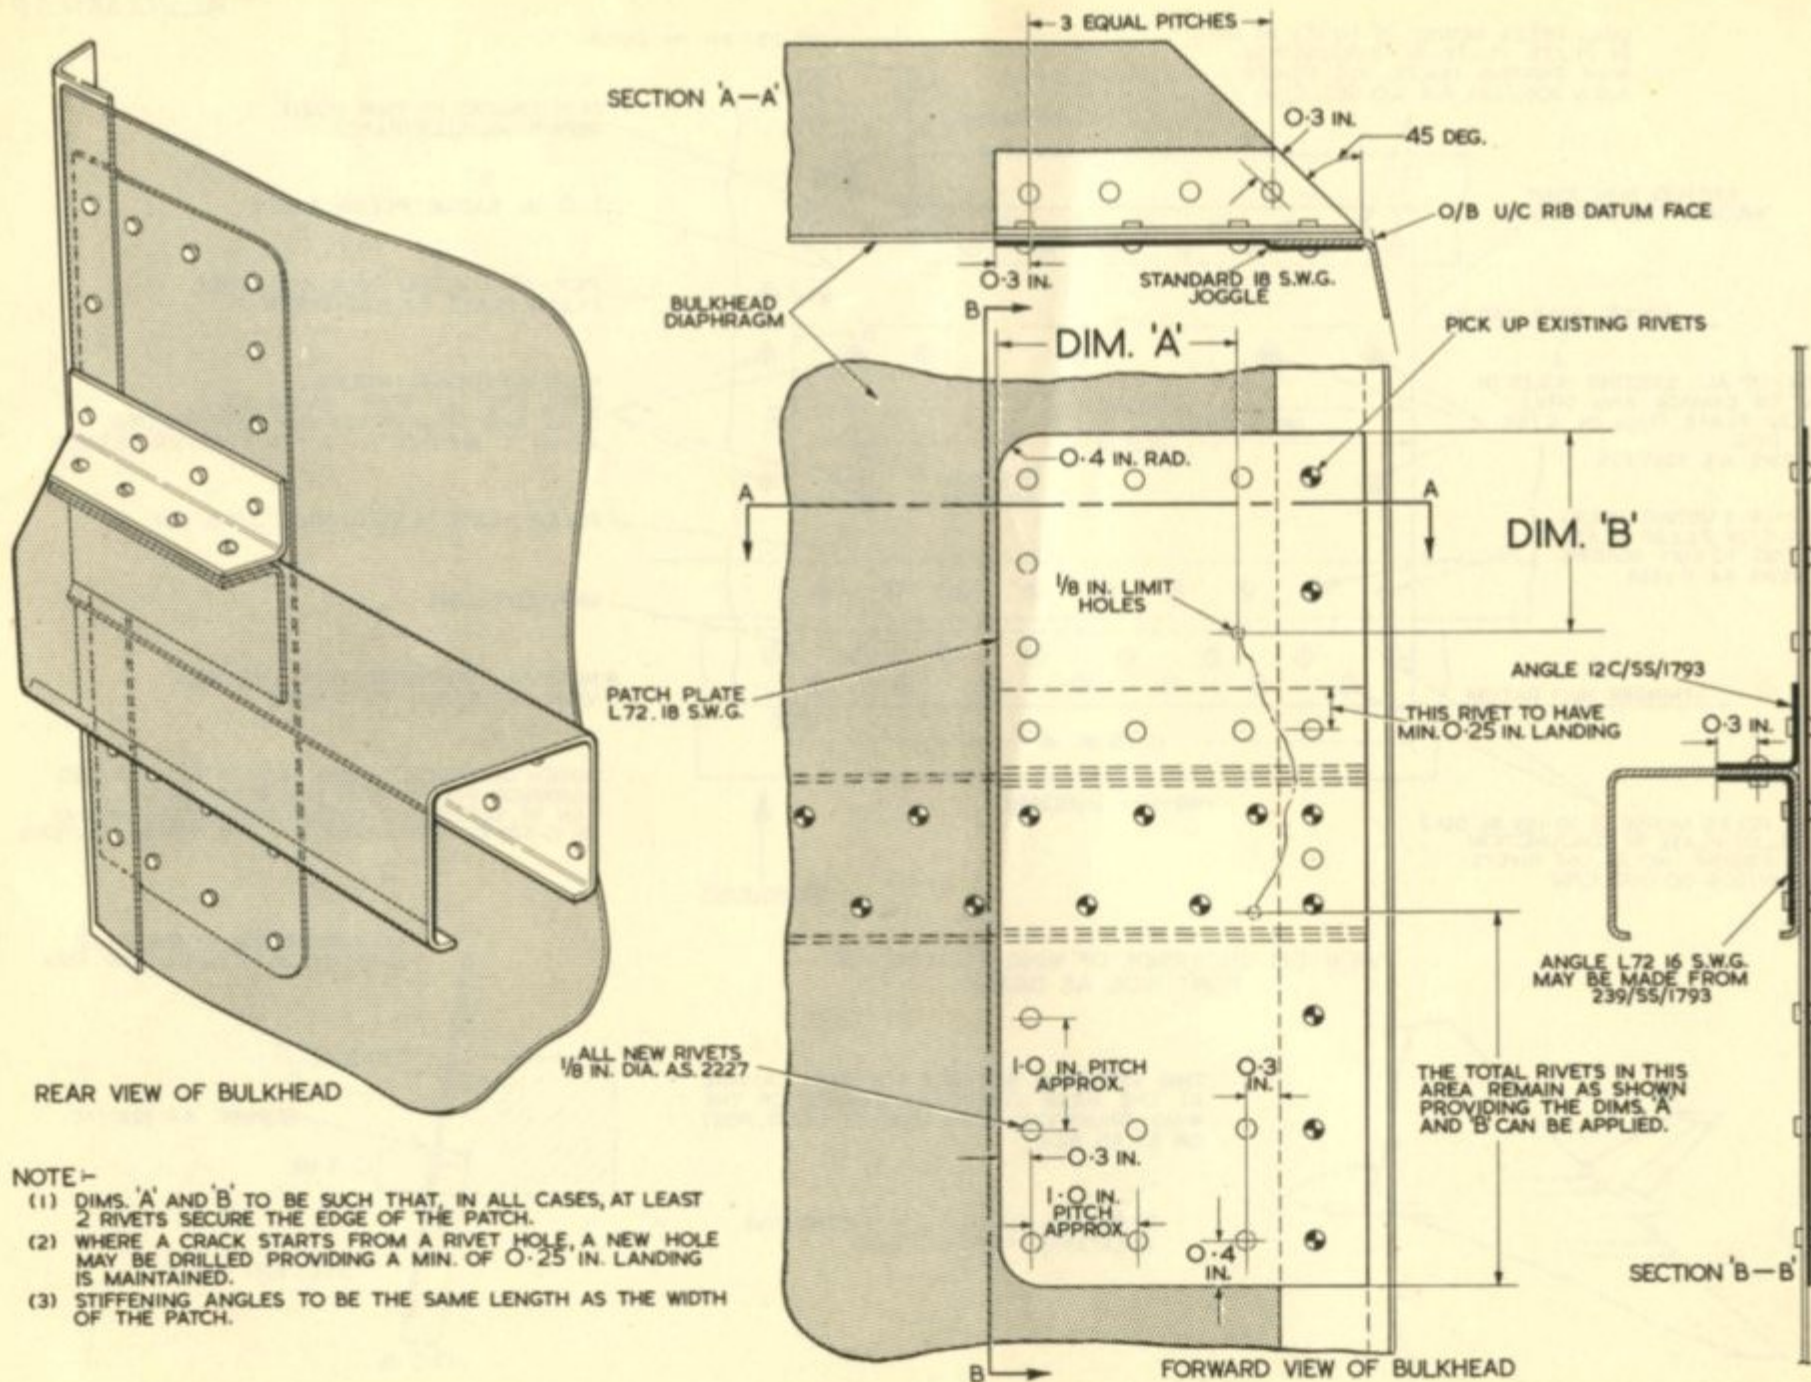 3 EQUAL PITCHES
SECTION 'A—A'
0·3 IN.
45 DEG.
O/B U/C RIB DATUM FACE
0·3 IN.
STANDARD 18 S.W.G.
JOGGLE
BULKHEAD
DIAPHRAGM
B
DIM. 'A'
PICK UP EXISTING RIVETS
0·4 IN. RAD.
A
A
DIM. 'B'
1/8 IN. LIMIT
HOLES
PATCH PLATE
L72. 18 S.W.G.
ANGLE 12C/SS/1793
THIS RIVET TO HAVE
MIN. 0·25 IN. LANDING
0·3 IN.
ANGLE L72 16 S.W.G.
MAY BE MADE FROM
239/SS/1793
ALL NEW RIVETS
1/8 IN. DIA. A.S. 2227
1·0 IN. PITCH
APPROX.
0·3
IN.
THE TOTAL RIVETS IN THIS
AREA REMAIN AS SHOWN
PROVIDING THE DIMS. 'A'
AND 'B' CAN BE APPLIED.
REAR VIEW OF BULKHEAD
0·3 IN.
1·0 IN.
PITCH
APPROX.
0·4
IN.
NOTE:-
(1) DIMS. 'A' AND 'B' TO BE SUCH THAT, IN ALL CASES, AT LEAST
2 RIVETS SECURE THE EDGE OF THE PATCH.
(2) WHERE A CRACK STARTS FROM A RIVET HOLE, A NEW HOLE
MAY BE DRILLED PROVIDING A MIN. OF 0·25 IN. LANDING
IS MAINTAINED.
(3) STIFFENING ANGLES TO BE THE SAME LENGTH AS THE WIDTH
OF THE PATCH.
SECTION 'B—B'
B
FORWARD VIEW OF BULKHEAD